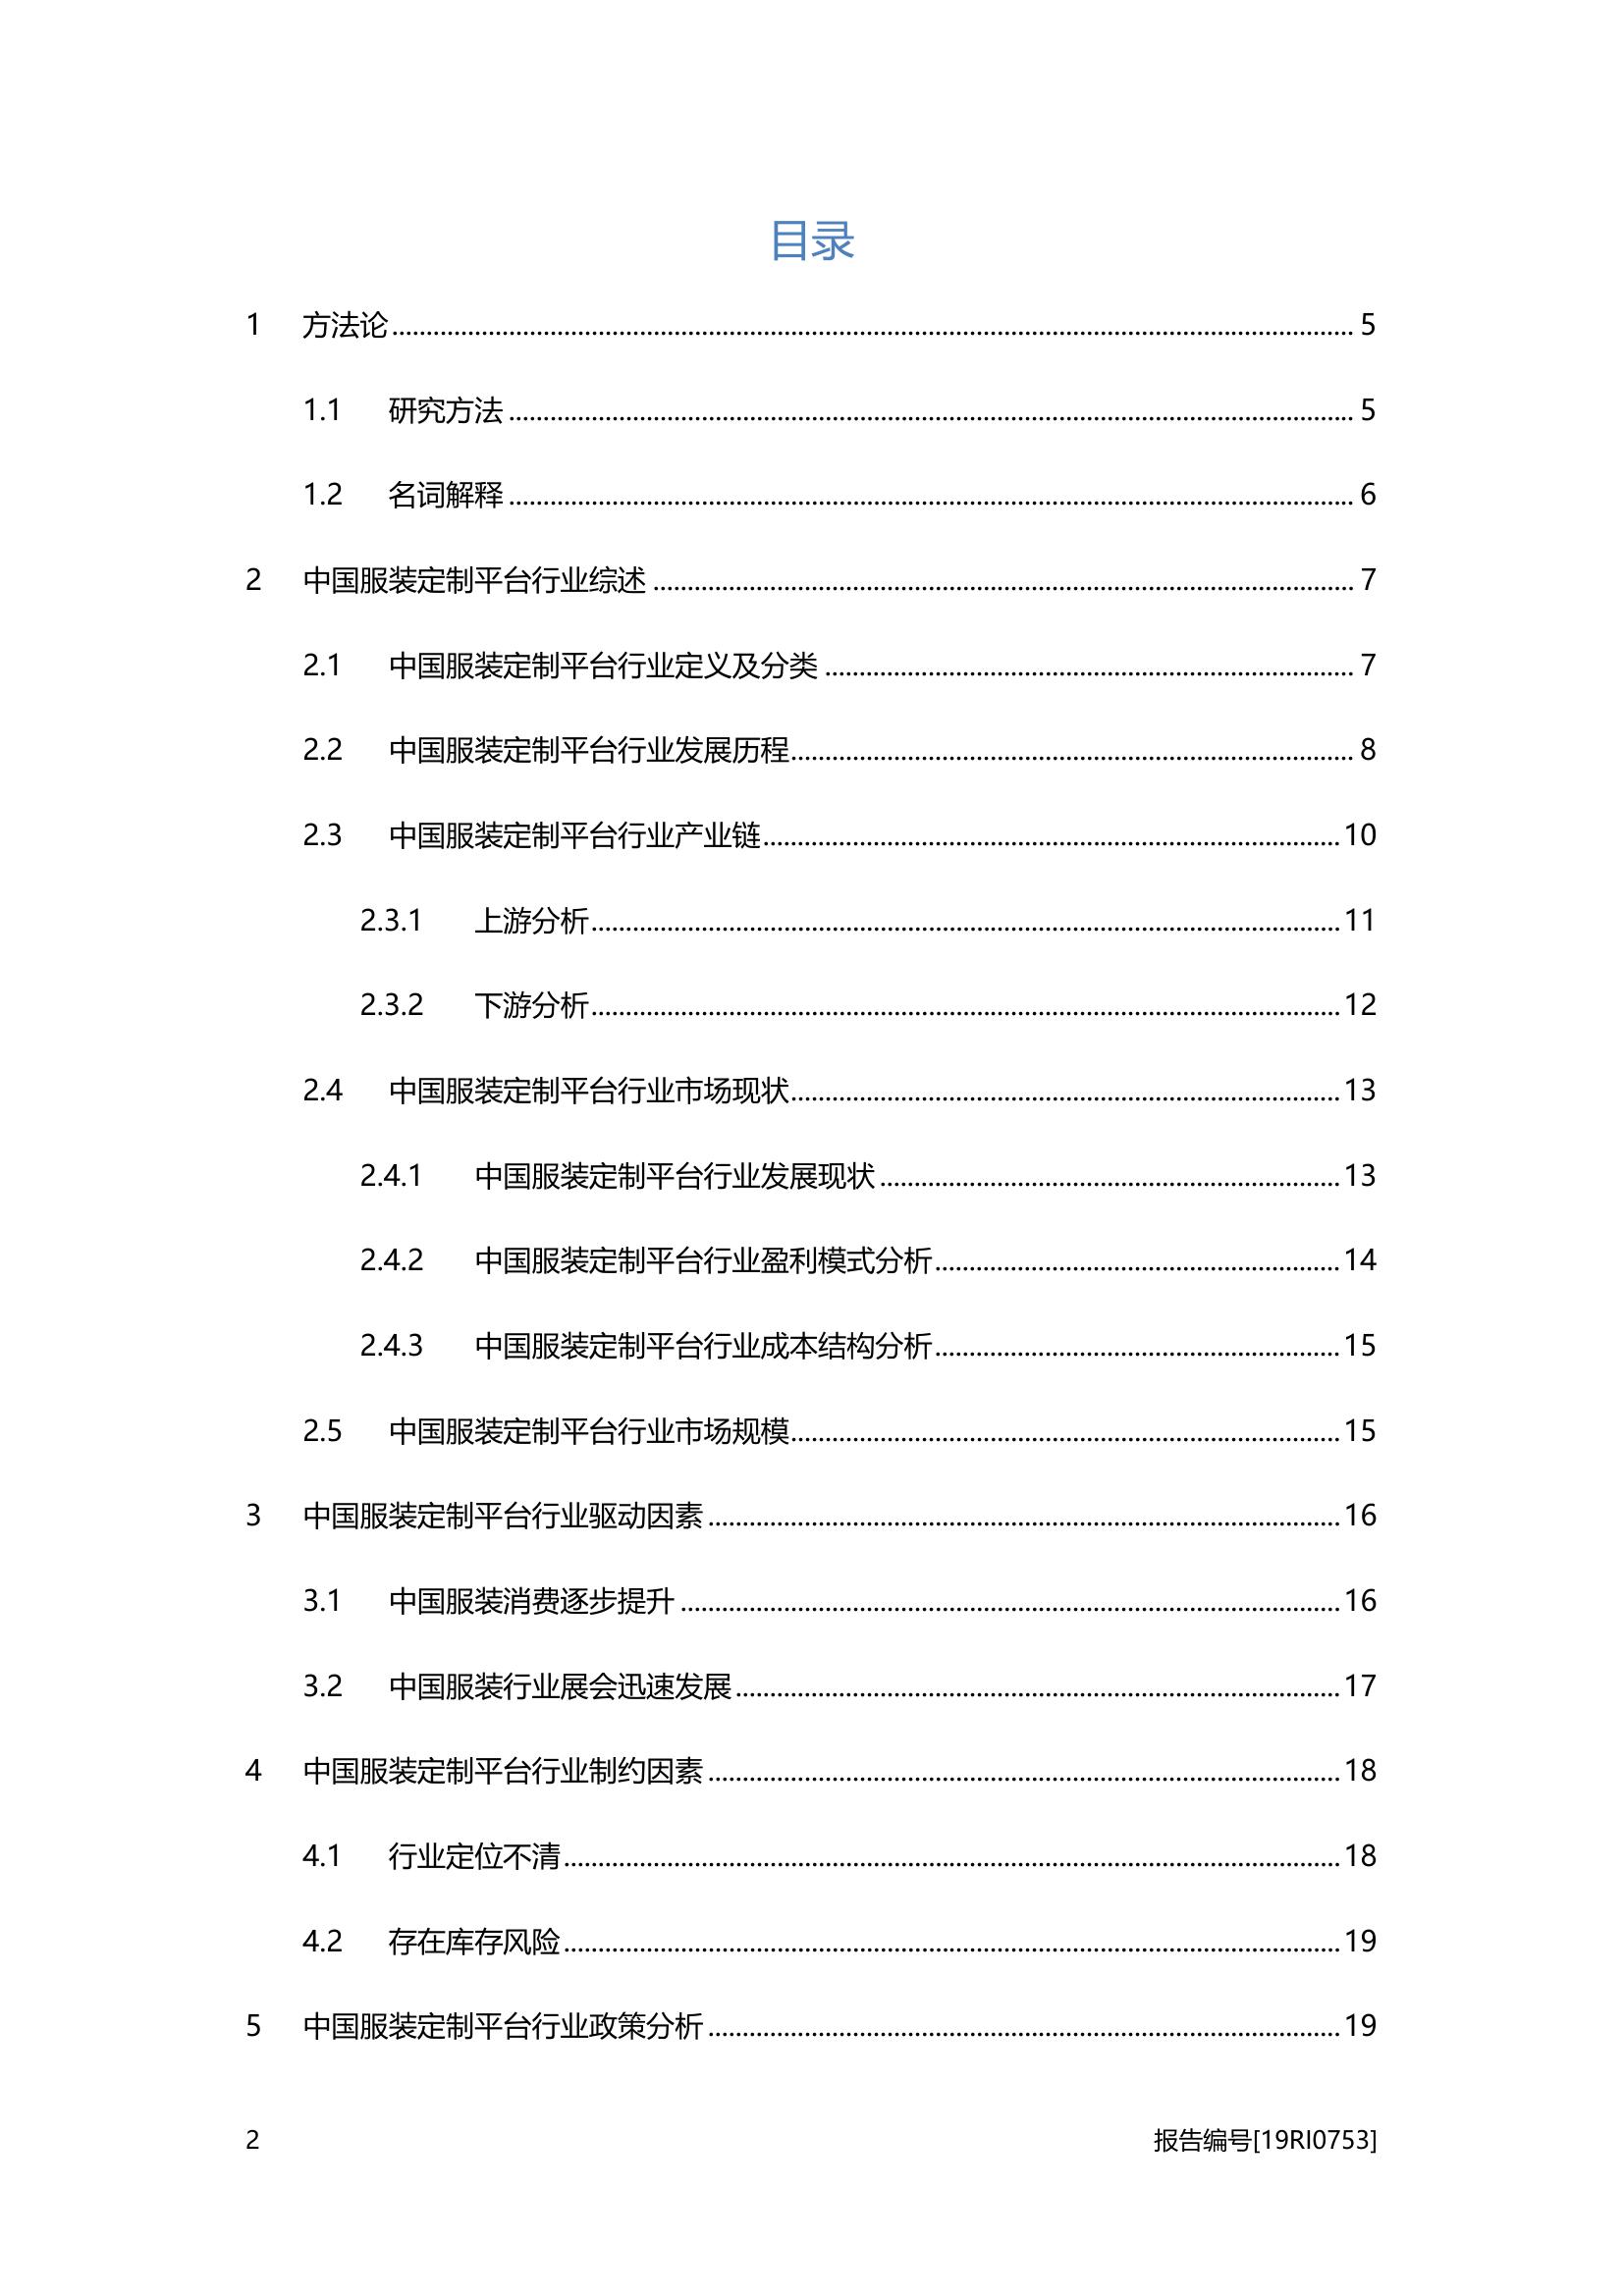 目录
1 方法论 5
1.1 研究方法 5
1.2 名词解释 6
2 中国服装定制平台行业综述 7
2.1 中国服装定制平台行业定义及分类 7
2.2 中国服装定制平台行业发展历程 8
2.3 中国服装定制平台行业产业链 10
2.3.1 上游分析 11
2.3.2 下游分析 12
2.4 中国服装定制平台行业市场现状 13
2.4.1 中国服装定制平台行业发展现状 13
2.4.2 中国服装定制平台行业盈利模式分析 14
2.4.3 中国服装定制平台行业成本结构分析 15
2.5 中国服装定制平台行业市场规模 15
3 中国服装定制平台行业驱动因素 16
3.1 中国服装消费逐步提升 16
3.2 中国服装行业展会迅速发展 17
4 中国服装定制平台行业制约因素 18
4.1 行业定位不清 18
4.2 存在库存风险 19
5 中国服装定制平台行业政策分析 19
2 报告编号[19RI0753]